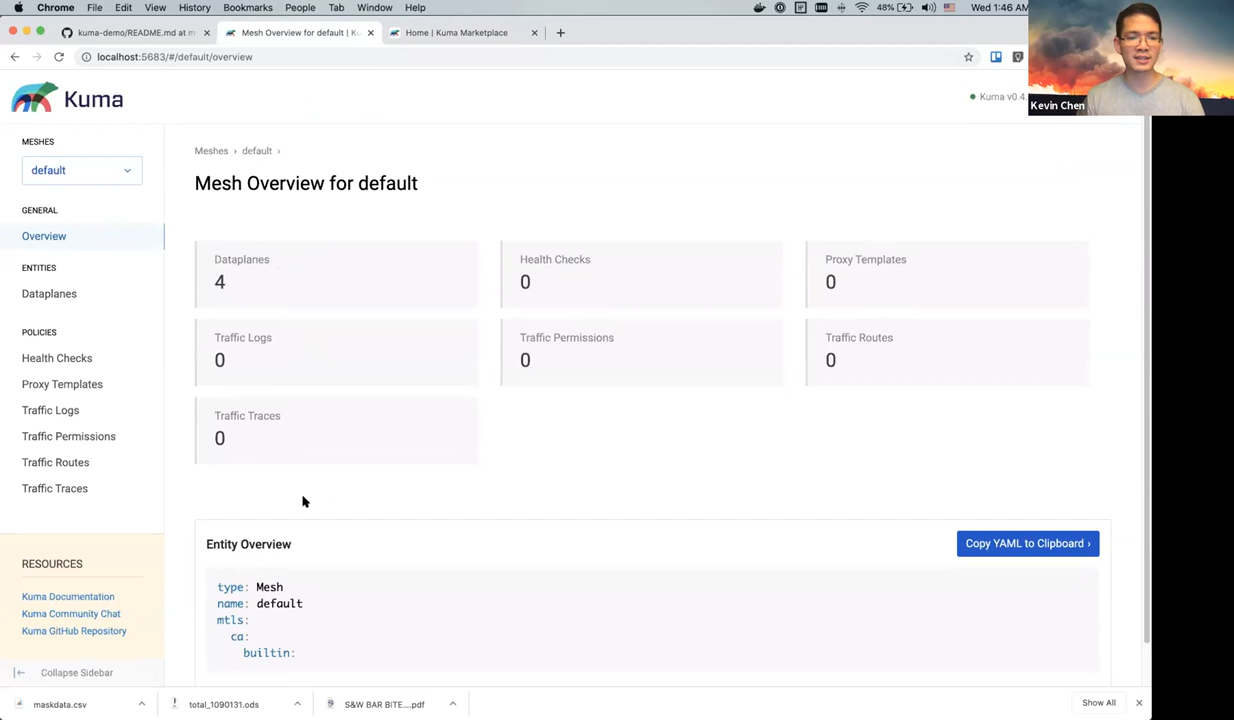 Chrome File Edit View History Bookmarks People Tab Window Help 48% Wed 1:46 AM
kuma-demo/README.md at m Mesh Overview for default | K Home | Kuma Marketplace
localhost:5683/#/default/overview
Kevin Chen
Kuma
Kuma v0.4.
MESHES
default
GENERAL
Overview
ENTITIES
Dataplanes
POLICIES
Health Checks
Proxy Templates
Traffic Logs
Traffic Permissions
Traffic Routes
Traffic Traces
RESOURCES
Kuma Documentation
Kuma Community Chat
Kuma GitHub Repository
Collapse Sidebar
Meshes › default ›
Mesh Overview for default
Dataplanes
4
Health Checks
0
Proxy Templates
0
Traffic Logs
0
Traffic Permissions
0
Traffic Routes
0
Traffic Traces
0
Entity Overview
Copy YAML to Clipboard ›
type: Mesh
name: default
mtls:
ca:
builtin:
maskdata.csv total_1090131.ods S&W BAR BITE....pdf Show All